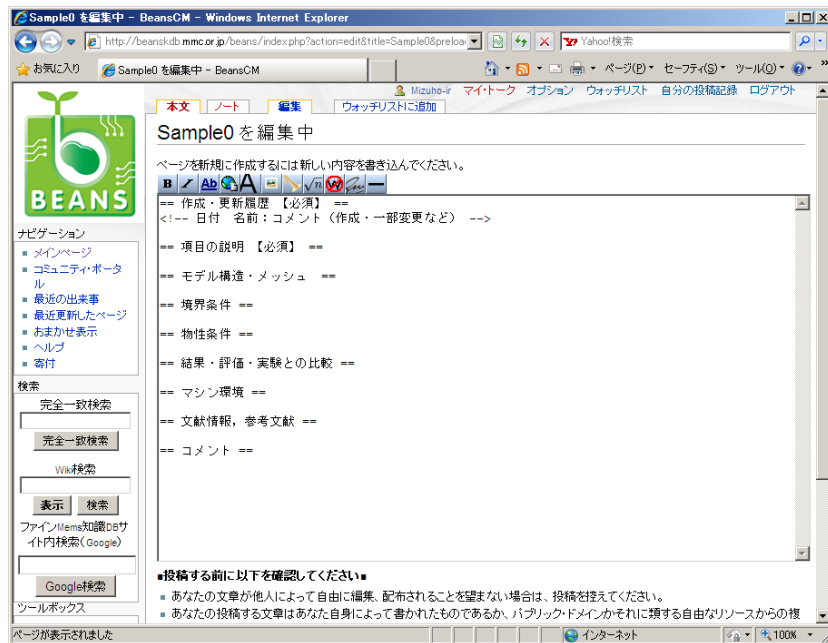 Sample0 を編集中 - BeansCM - Windows Internet Explorer
http://beanskdb.mmc.or.jp/beans/index.php?action=edit&title=Sample0&preloa
Yahoo!検索
お気に入り
Sample0 を編集中 - BeansCM
ページ(P) セーフティ(S) ツール(O)
Mizuho-ir マイ・トーク オプション ウォッチリスト 自分の投稿記録 ログアウト
本文 ノート 編集 ウォッチリストに追加
Sample0 を編集中
ページを新規に作成するには新しい内容を書き込んでください。
B I Ab A √n W
== 作成・更新履歴 【必須】 ==
<!-- 日付 名前：コメント（作成・一部変更など） -->
== 項目の説明 【必須】 ==
== モデル構造・メッシュ ==
== 境界条件 ==
== 物性条件 ==
== 結果・評価・実験との比較 ==
== マシン環境 ==
== 文献情報，参考文献 ==
== コメント ==
BEANS
ナビゲーション
メインページ
コミュニティ・ポータ
ル
最近の出来事
最近更新したページ
おまかせ表示
ヘルプ
寄付
検索
完全一致検索
完全一致検索
Wiki検索
表示 検索
ファインMems知識DBサ
イト内検索(Google)
Google検索
ツールボックス
■投稿する前に以下を確認してください■
あなたの文章が他人によって自由に編集、配布されることを望まない場合は、投稿を控えてください。
あなたの投稿する文章はあなた自身によって書かれたものであるか、パブリック・ドメインかそれに類する自由なリソースからの複
ページが表示されました
インターネット
100%